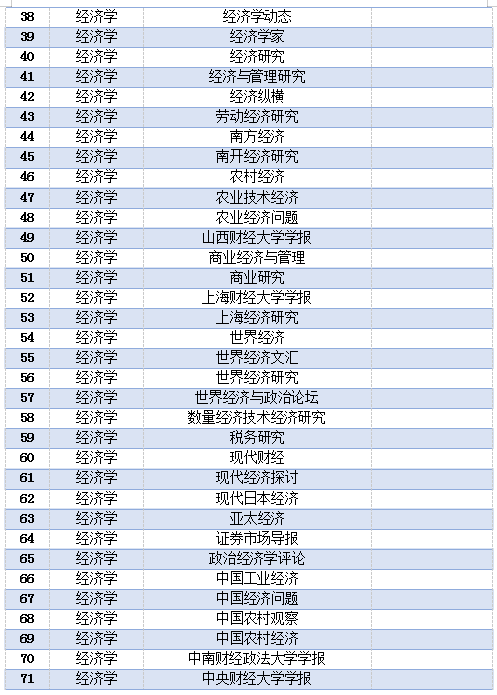 38 经济学 经济学动态
39 经济学 经济学家
40 经济学 经济研究
41 经济学 经济与管理研究
42 经济学 经济纵横
43 经济学 劳动经济研究
44 经济学 南方经济
45 经济学 南开经济研究
46 经济学 农村经济
47 经济学 农业技术经济
48 经济学 农业经济问题
49 经济学 山西财经大学学报
50 经济学 商业经济与管理
51 经济学 商业研究
52 经济学 上海财经大学学报
53 经济学 上海经济研究
54 经济学 世界经济
55 经济学 世界经济文汇
56 经济学 世界经济研究
57 经济学 世界经济与政治论坛
58 经济学 数量经济技术经济研究
59 经济学 税务研究
60 经济学 现代财经
61 经济学 现代经济探讨
62 经济学 现代日本经济
63 经济学 亚太经济
64 经济学 证券市场导报
65 经济学 政治经济学评论
66 经济学 中国工业经济
67 经济学 中国经济问题
68 经济学 中国农村观察
69 经济学 中国农村经济
70 经济学 中南财经政法大学学报
71 经济学 中央财经大学学报